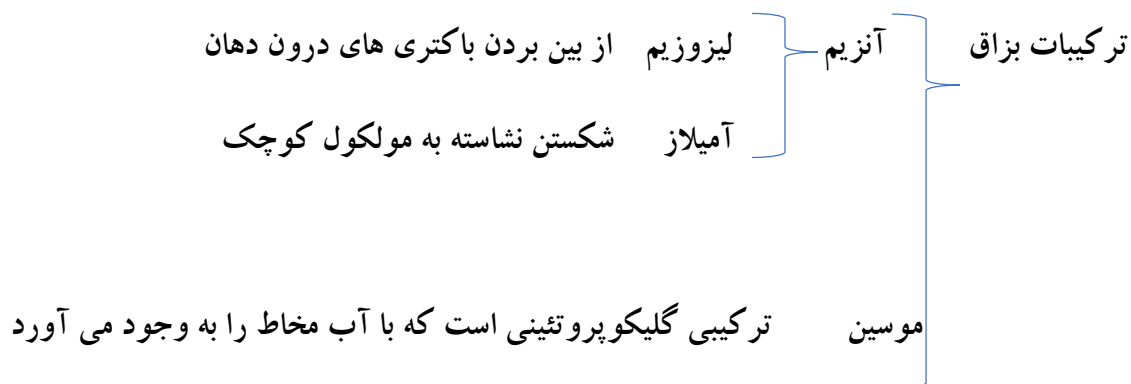 ترکیبات بزاق آنزیم لیزوزیم از بین بردن باکتری های درون دهان
آمیلاز شکستن نشاسته به مولکول کوچک
موسین ترکیبی گلیکوپروتئینی است که با آب مخاط را به وجود می آورد